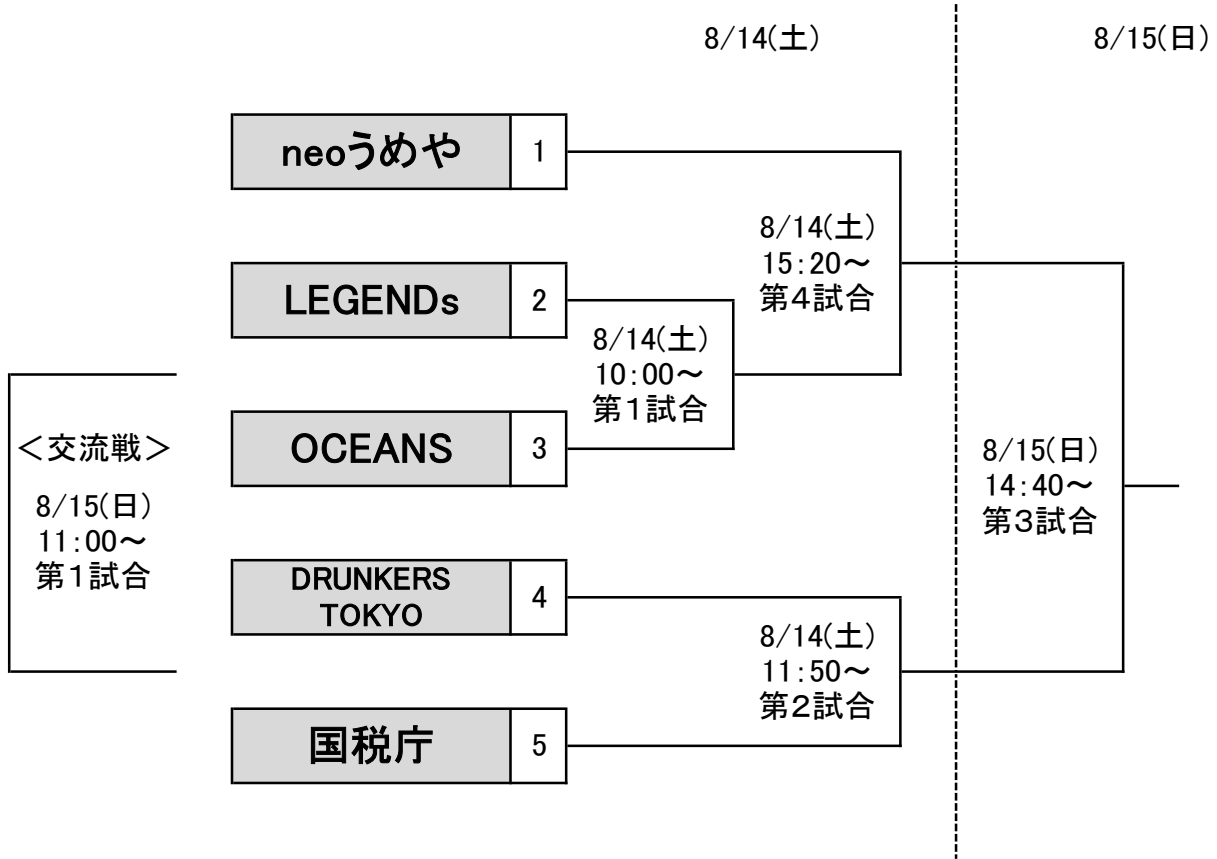 8/14(土)
8/15(日)
neoうめや
1
8/14(土)
15:20～
第4試合
LEGENDs
2
8/14(土)
10:00～
第1試合
OCEANS
3
＜交流戦＞
8/15(日)
11:00～
第1試合
8/15(日)
14:40～
第3試合
DRUNKERS
TOKYO
4
8/14(土)
11:50～
第2試合
国税庁
5